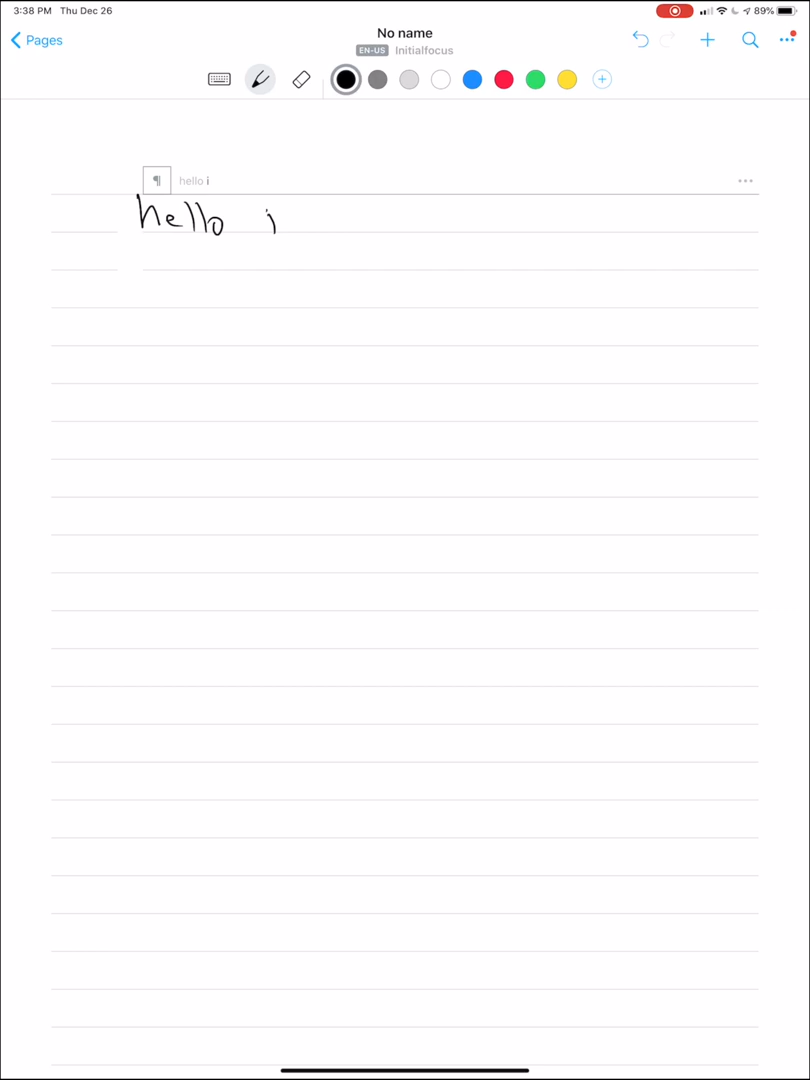 3:38 PM Thu Dec 26 89%
Pages No name
EN-US Initialfocus
¶ hello i
hello i